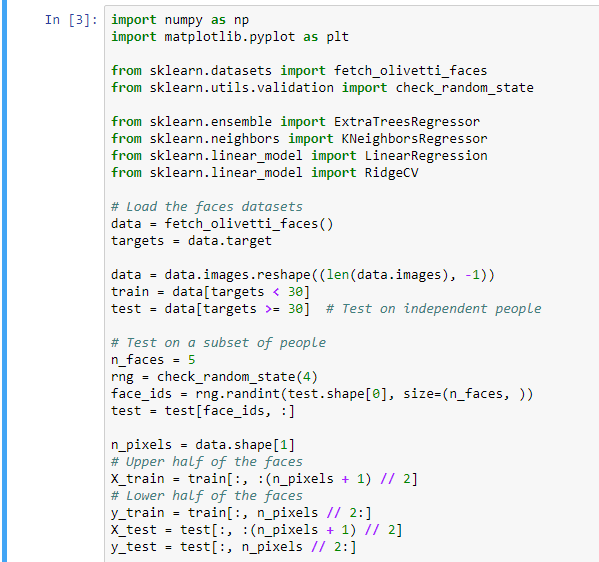 In [3]: import numpy as np
import matplotlib.pyplot as plt

from sklearn.datasets import fetch_olivetti_faces
from sklearn.utils.validation import check_random_state

from sklearn.ensemble import ExtraTreesRegressor
from sklearn.neighbors import KNeighborsRegressor
from sklearn.linear_model import LinearRegression
from sklearn.linear_model import RidgeCV

# Load the faces datasets
data = fetch_olivetti_faces()
targets = data.target

data = data.images.reshape((len(data.images), -1))
train = data[targets < 30]
test = data[targets >= 30]  # Test on independent people

# Test on a subset of people
n_faces = 5
rng = check_random_state(4)
face_ids = rng.randint(test.shape[0], size=(n_faces, ))
test = test[face_ids, :]

n_pixels = data.shape[1]
# Upper half of the faces
X_train = train[:, :(n_pixels + 1) // 2]
# Lower half of the faces
y_train = train[:, n_pixels // 2:]
X_test = test[:, :(n_pixels + 1) // 2]
y_test = test[:, n_pixels // 2:]